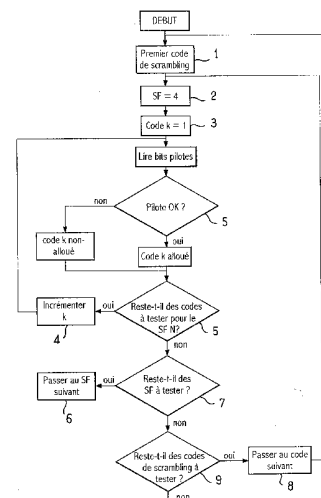 DEBUT
Premier code
de scrambling
1
SF = 4
2
Code k = 1
3
Lire bits pilotes
non
Pilote OK ?
5
oui
code k non-
alloué
Code k alloué
Incrémenter
k
4
oui
Reste-t-il des codes
à tester pour le
SF N?
5
non
Passer au SF
suivant
6
oui
Reste-t-il des
SF à tester ?
7
non
Reste-t-il des codes
de scrambling à
tester ?
9
oui
Passer au code
suivant
8
non